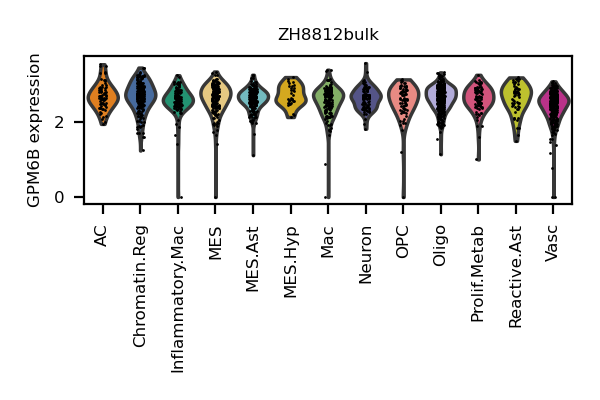 ZH8812bulk
GPM6B expression
2
0
AC
Chromatin.Reg
Inflammatory.Mac
MES
MES.Ast
MES.Hyp
Mac
Neuron
OPC
Oligo
Prolif.Metab
Reactive.Ast
Vasc